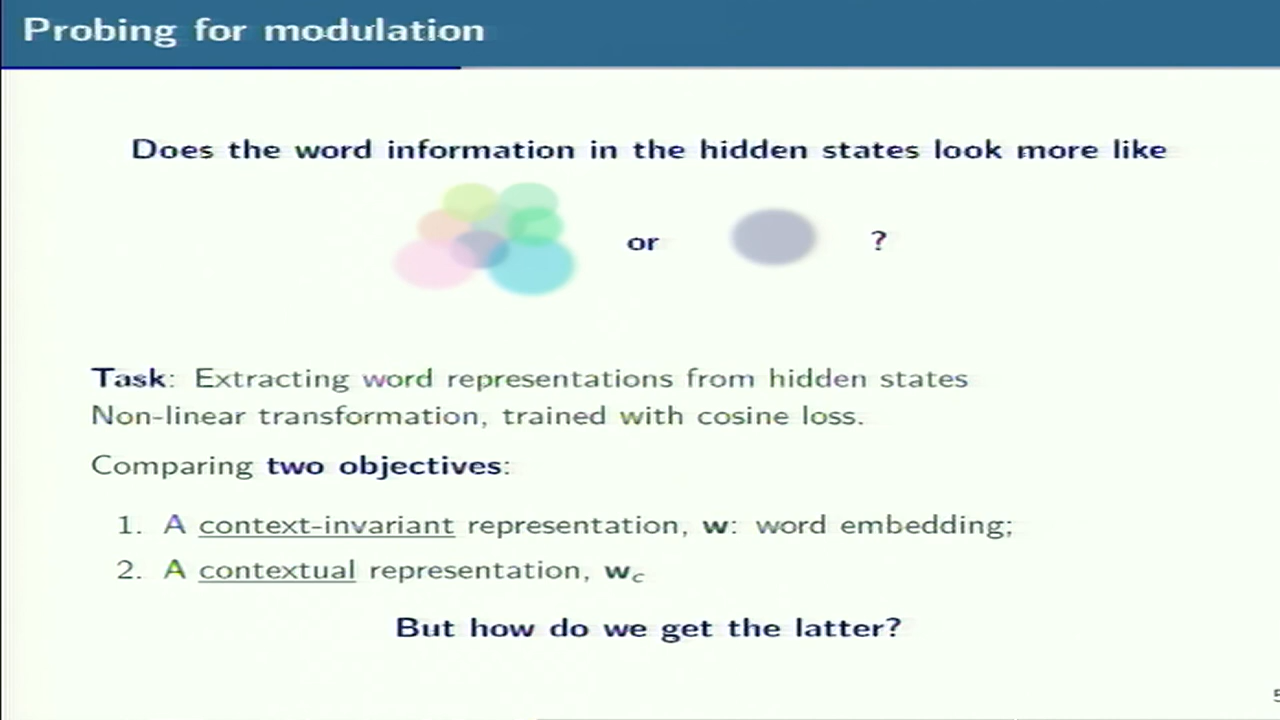 Probing for modulation
Does the word information in the hidden states look more like
or ?
Task: Extracting word representations from hidden states
Non-linear transformation, trained with cosine loss.
Comparing two objectives:
1. A context-invariant representation, w: word embedding;
2. A contextual representation, wc
But how do we get the latter?
5